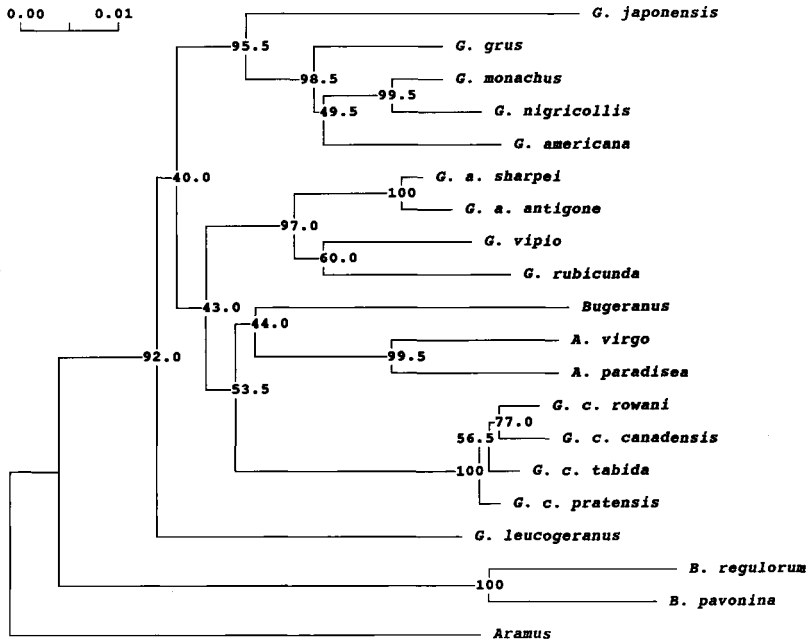 0.00 0.01
G. japonensis
95.5
G. grus
98.5
G. monachus
99.5
49.5
G. nigricollis
G. americana
40.0
G. a. sharpei
100
G. a. antigone
97.0
G. vipio
60.0
G. rubicunda
43.0
Bugeranus
44.0
A. virgo
92.0
99.5
A. paradisea
53.5
G. c. rowani
77.0
56.5
G. c. canadensis
100
G. c. tabida
G. c. pratensis
G. leucogeranus
B. regulorum
100
B. pavonina
Aramus